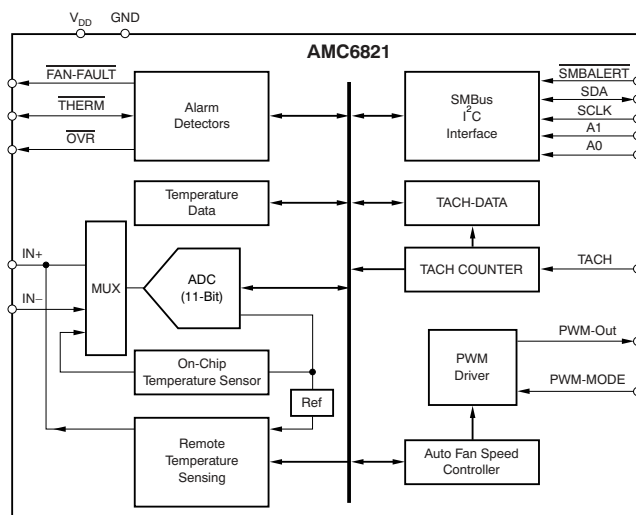 V_DD GND
AMC6821
FAN-FAULT
THERM
OVR
Alarm
Detectors
SMBus
I²C
Interface
SMBALERT
SDA
SCLK
A1
A0
Temperature
Data
TACH-DATA
IN+
IN–
MUX
ADC
(11-Bit)
TACH COUNTER
TACH
On-Chip
Temperature Sensor
Ref
PWM
Driver
PWM-Out
PWM-MODE
Remote
Temperature
Sensing
Auto Fan Speed
Controller